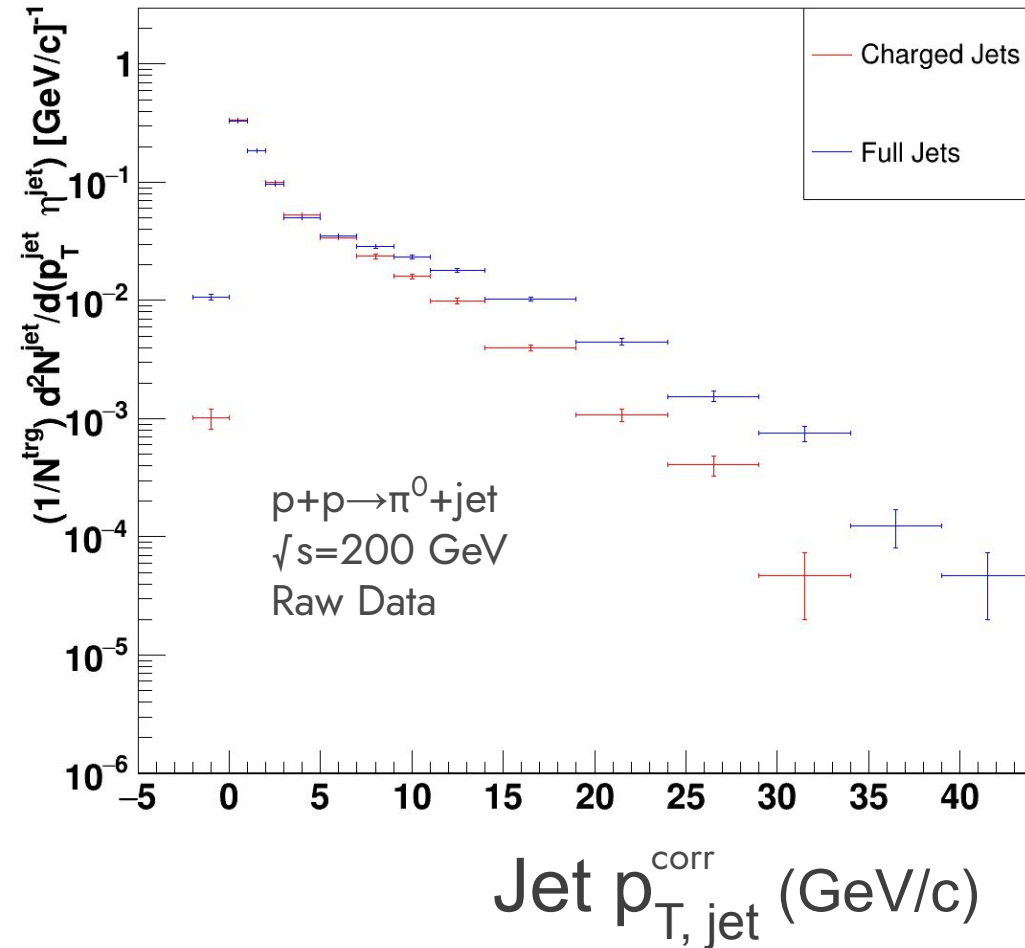 (1/N^trg) d²N^jet/d(p_T^jet η^jet) [GeV/c]⁻¹
1
10⁻¹
10⁻²
10⁻³
10⁻⁴
10⁻⁵
10⁻⁶
Charged Jets
Full Jets
p+p→π⁰+jet
√s=200 GeV
Raw Data
−5 0 5 10 15 20 25 30 35 40
Jet p_T, jet^corr (GeV/c)